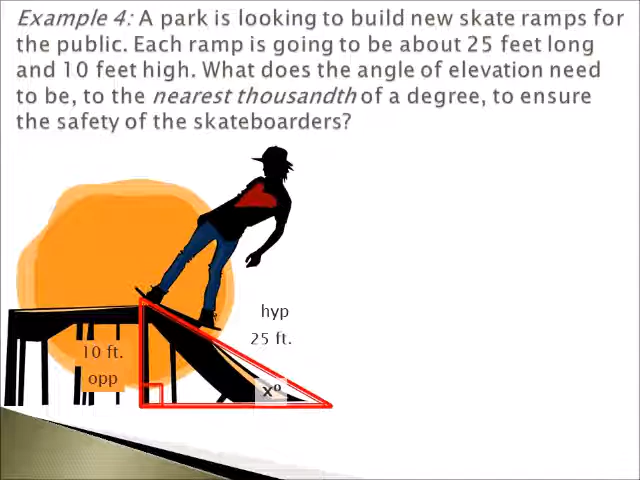 Example 4: A park is looking to build new skate ramps for
the public. Each ramp is going to be about 25 feet long
and 10 feet high. What does the angle of elevation need
to be, to the nearest thousandth of a degree, to ensure
the safety of the skateboarders?
hyp
25 ft.
10 ft.
opp
xº